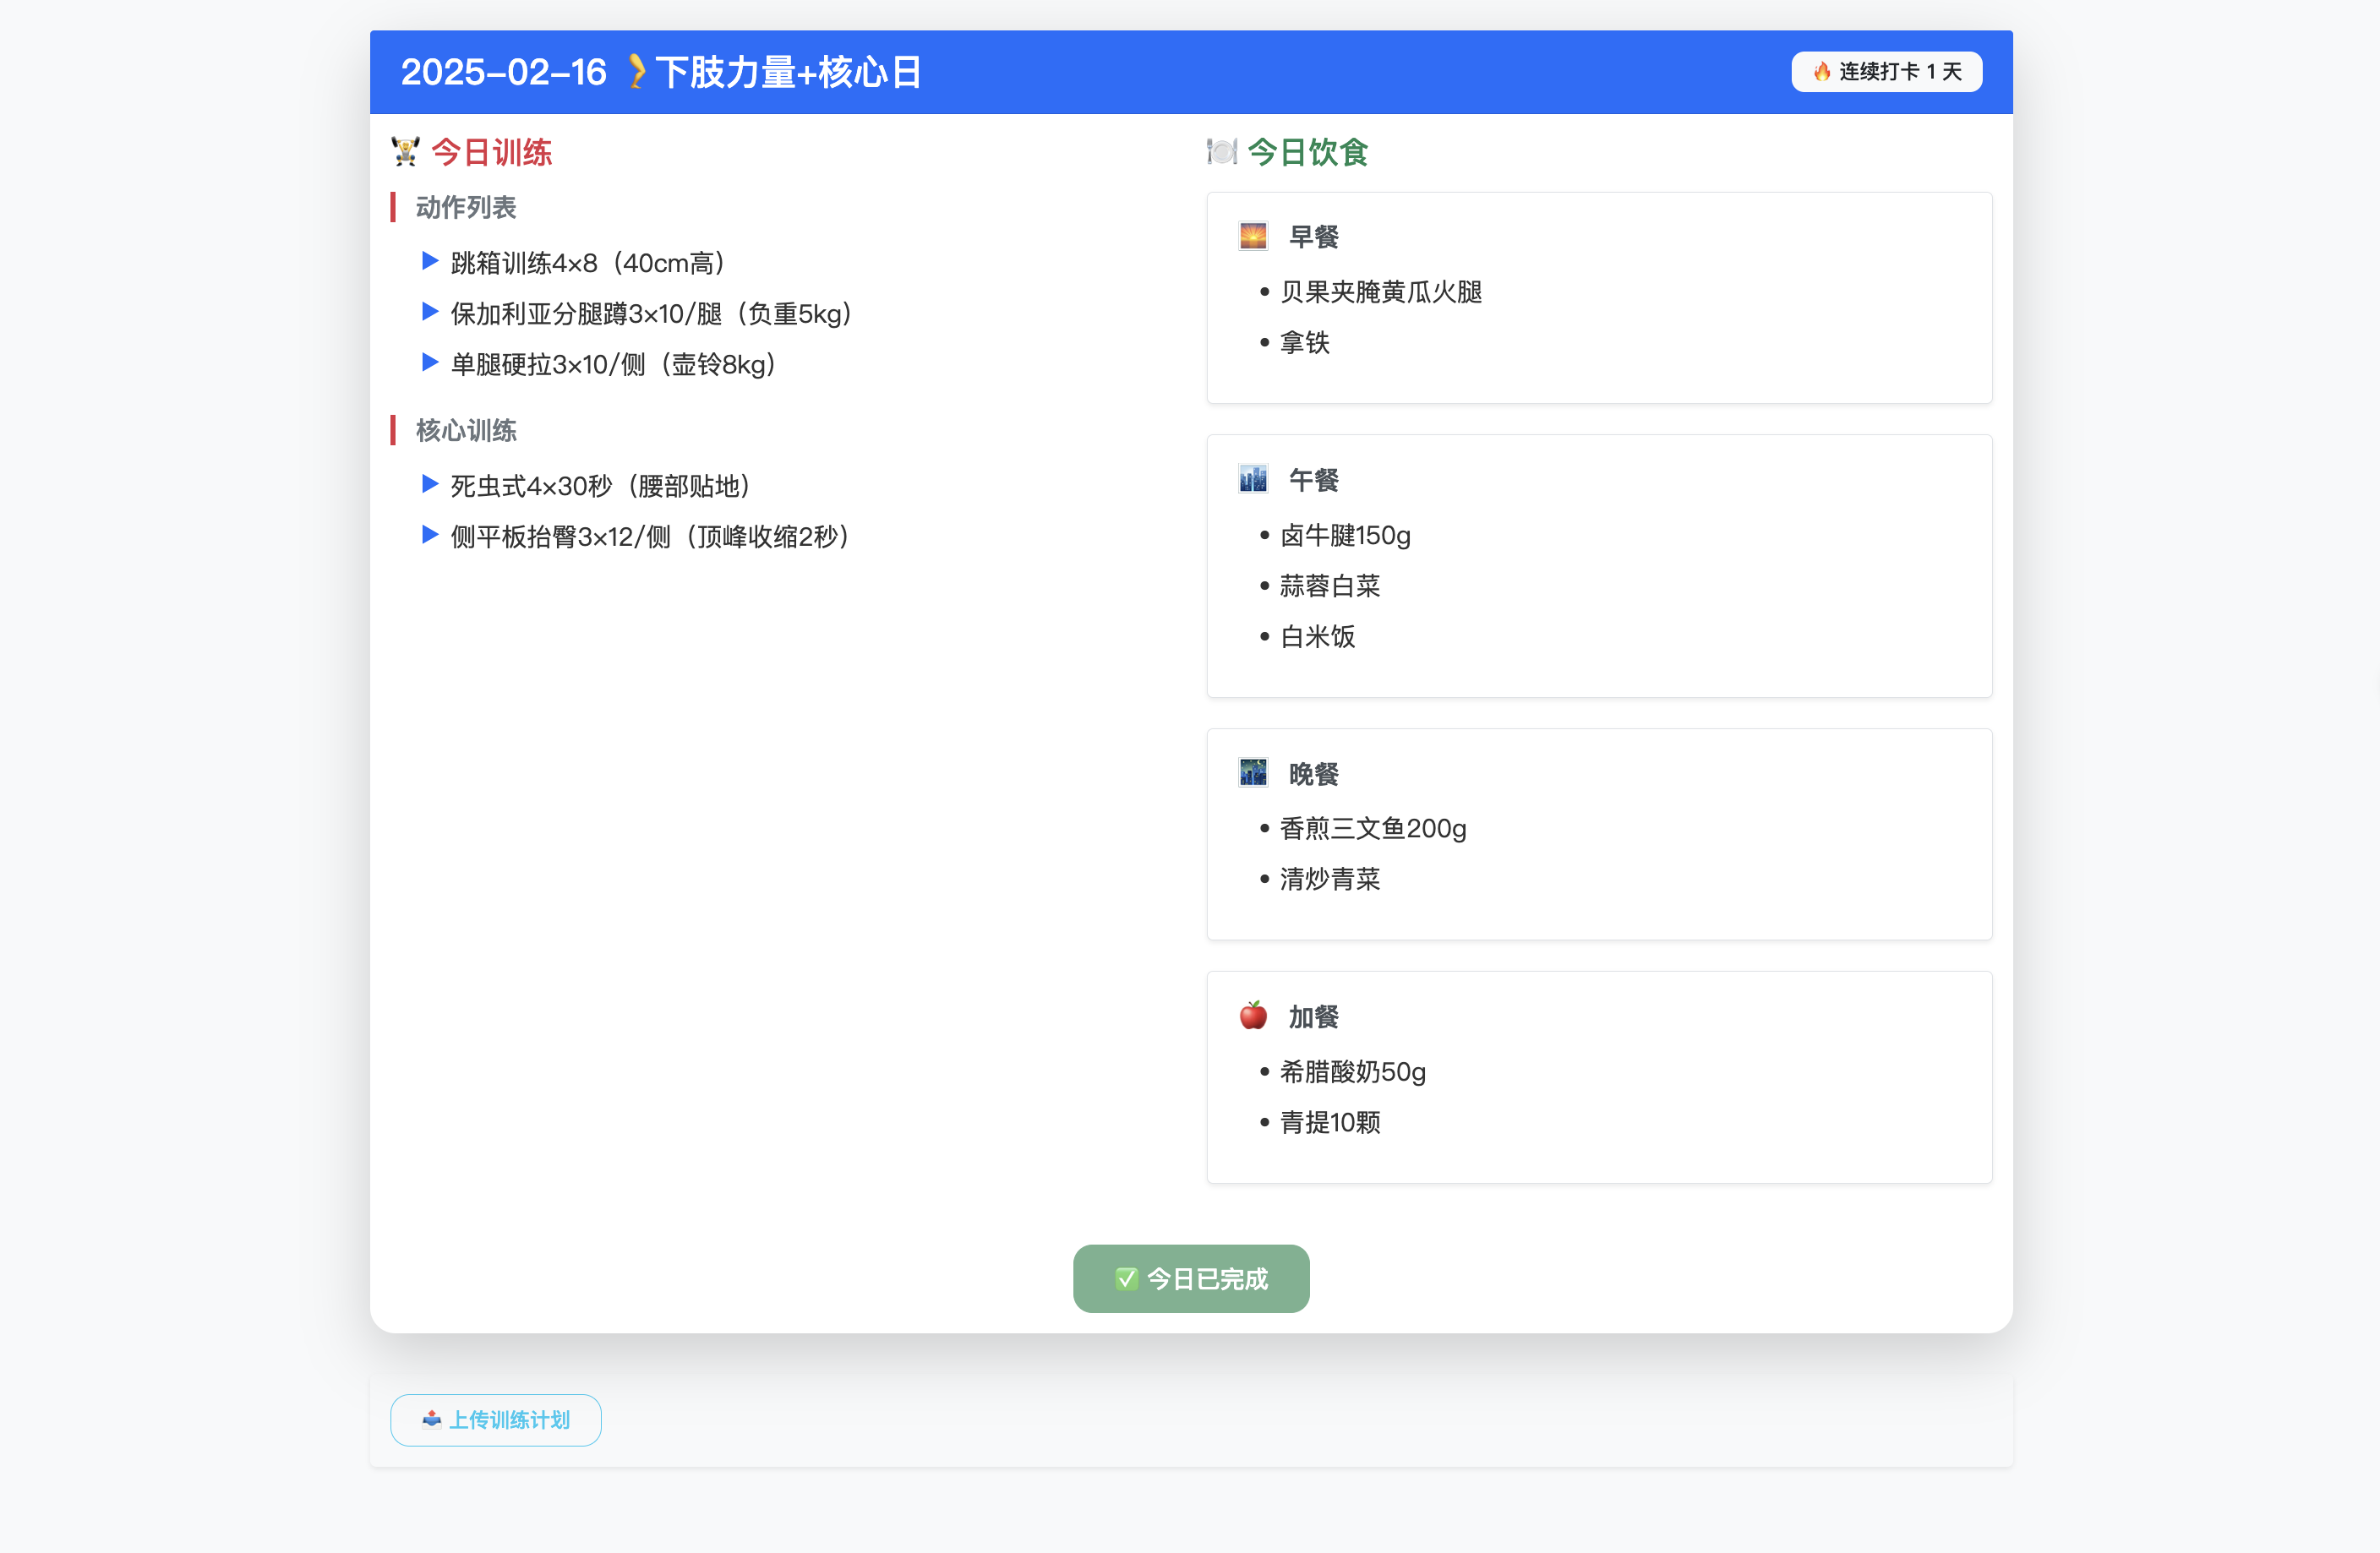 2025-02-16 🦵下肢力量+核心日
🔥 连续打卡 1 天
🏋️ 今日训练
动作列表
▶ 跳箱训练4×8（40cm高）
▶ 保加利亚分腿蹲3×10/腿（负重5kg）
▶ 单腿硬拉3×10/侧（壶铃8kg）
核心训练
▶ 死虫式4×30秒（腰部贴地）
▶ 侧平板抬臀3×12/侧（顶峰收缩2秒）
🍽️ 今日饮食
🌅 早餐
• 贝果夹腌黄瓜火腿
• 拿铁
🏙️ 午餐
• 卤牛腱150g
• 蒜蓉白菜
• 白米饭
🌃 晚餐
• 香煎三文鱼200g
• 清炒青菜
🍎 加餐
• 希腊酸奶50g
• 青提10颗
✅ 今日已完成
📤 上传训练计划